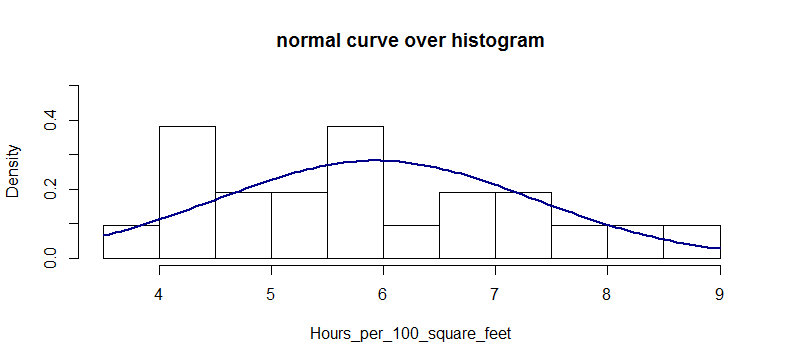 normal curve over histogram
Density
0.4
0.2
0.0
4 5 6 7 8 9
Hours_per_100_square_feet